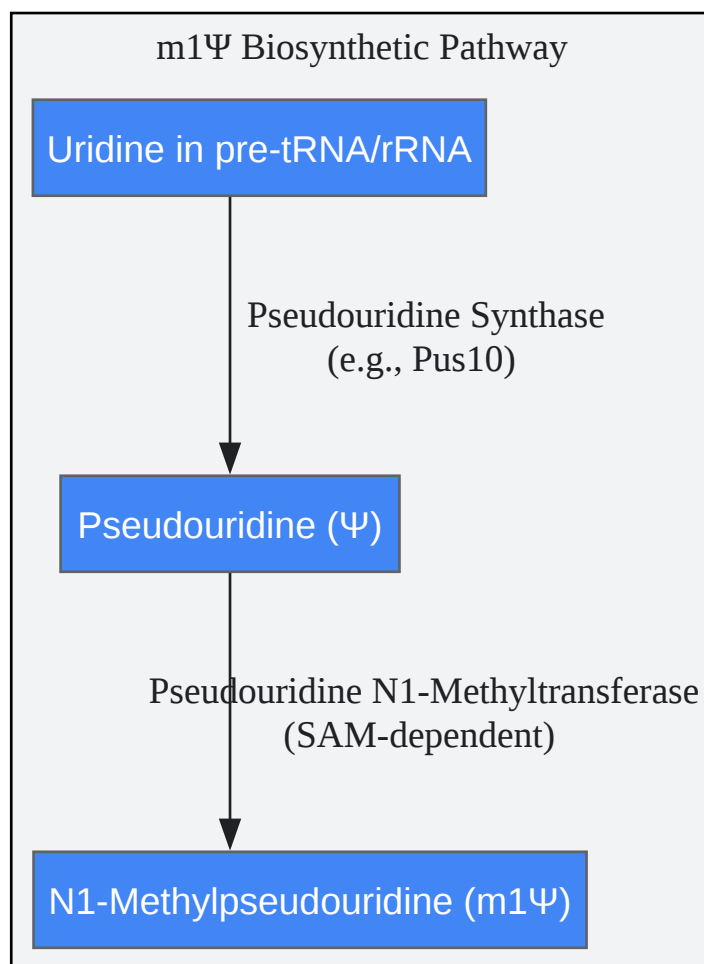 m1Ψ Biosynthetic Pathway
Uridine in pre-tRNA/rRNA
Pseudouridine Synthase
(e.g., Pus10)
Pseudouridine (Ψ)
Pseudouridine N1-Methyltransferase
(SAM-dependent)
N1-Methylpseudouridine (m1Ψ)